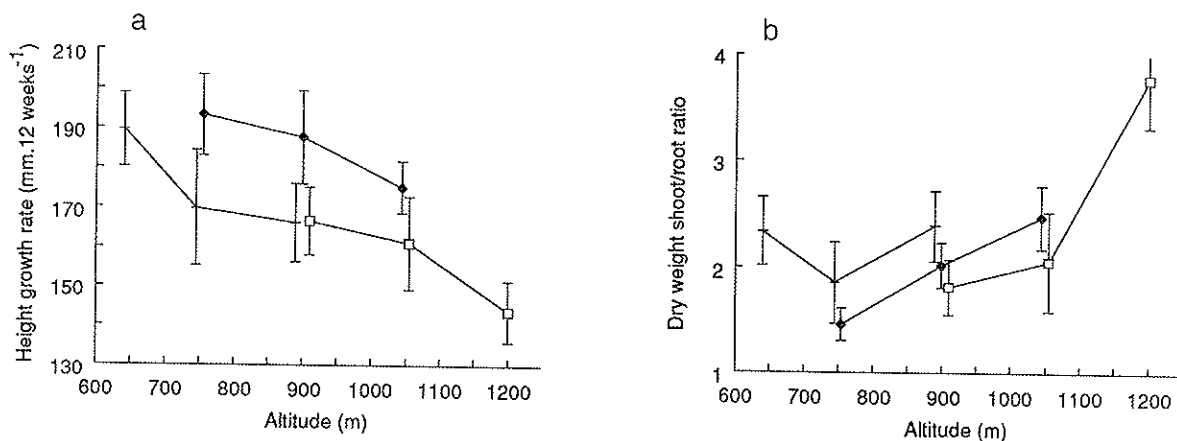 a
Height growth rate (mm.12 weeks⁻¹)
210
190
170
150
130
600 700 800 900 1000 1100 1200
Altitude (m)
b
Dry weight shoot/root ratio
4
3
2
1
600 700 800 900 1000 1100 1200
Altitude (m)